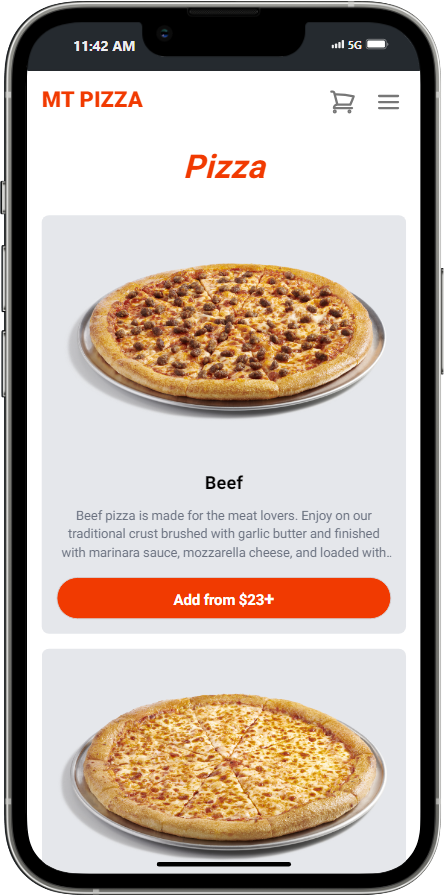 11:42 AM 5G
MT PIZZA
Pizza
Beef
Beef pizza is made for the meat lovers. Enjoy on our
traditional crust brushed with garlic butter and finished
with marinara sauce, mozzarella cheese, and loaded with..
Add from $23+